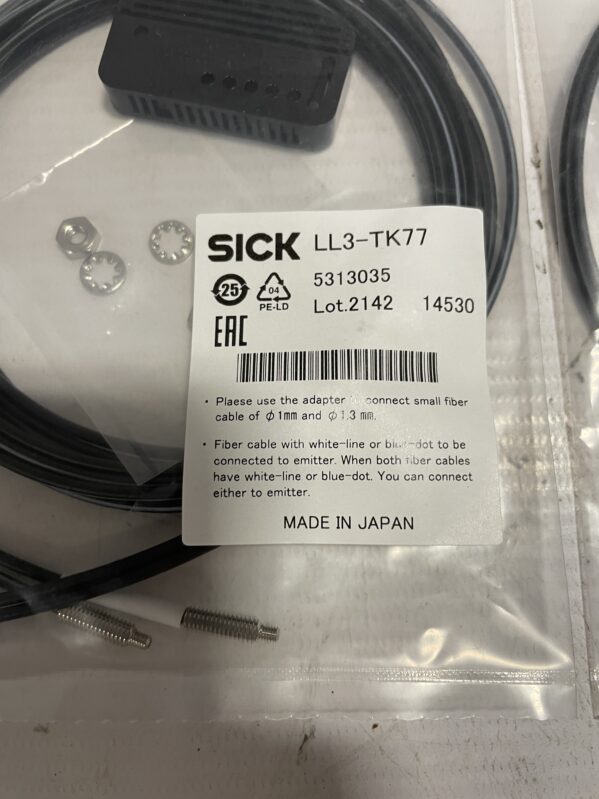 SICK LL3-TK77
25 04 PE-LD 5313035
Lot.2142 14530
EAC
• Plaese use the adapter connect small fiber
cable of φ1mm and φ1.3 mm.
• Fiber cable with white-line or blue-dot to be
connected to emitter. When both fiber cables
have white-line or blue-dot. You can connect
either to emitter.
MADE IN JAPAN